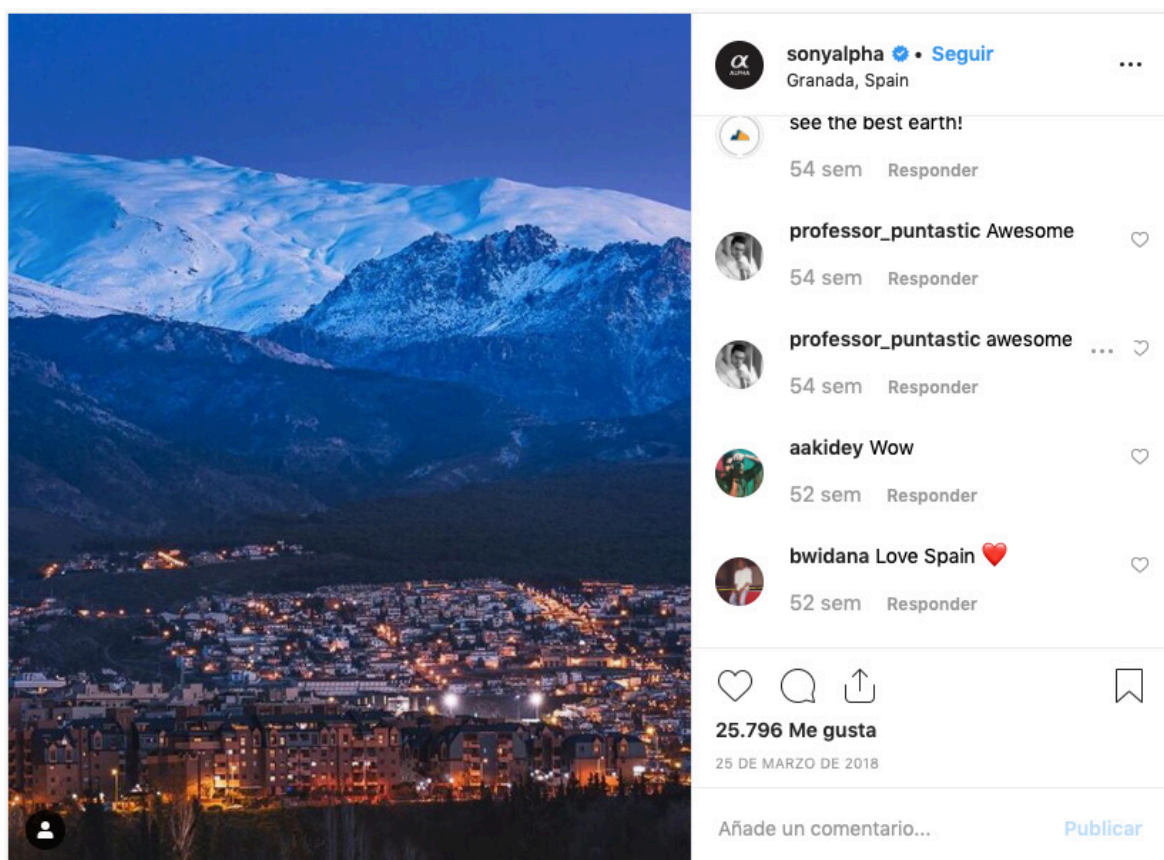 sonyalpha • Seguir
Granada, Spain
α
ALPHA
see the best earth!
54 sem Responder
professor_puntastic Awesome
54 sem Responder
professor_puntastic awesome
54 sem Responder
aakidey Wow
52 sem Responder
bwidana Love Spain ❤️
52 sem Responder
25.796 Me gusta
25 DE MARZO DE 2018
Añade un comentario... Publicar